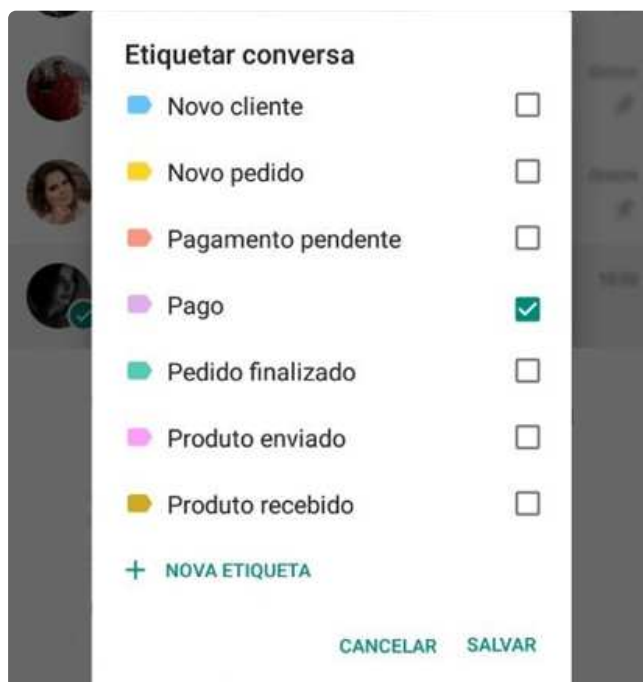 Etiquetar conversa
Novo cliente
Novo pedido
Pagamento pendente
Pago
Pedido finalizado
Produto enviado
Produto recebido
+ NOVA ETIQUETA
CANCELAR SALVAR